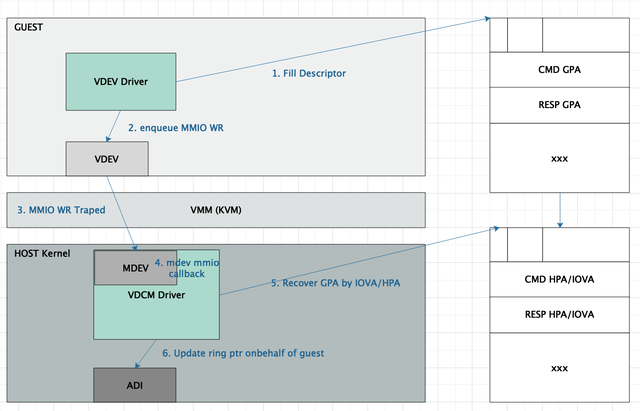 GUEST
VDEV Driver
1. Fill Descriptor
CMD GPA
RESP GPA
xxx
2. enqueue MMIO WR
VDEV
3. MMIO WR Traped
VMM (KVM)
HOST Kernel
MDEV
4. mdev mmio
callback
VDCM Driver
5. Recover GPA by IOVA/HPA
CMD HPA/IOVA
RESP HPA/IOVA
xxx
6. Update ring ptr onbehalf of guest
ADI